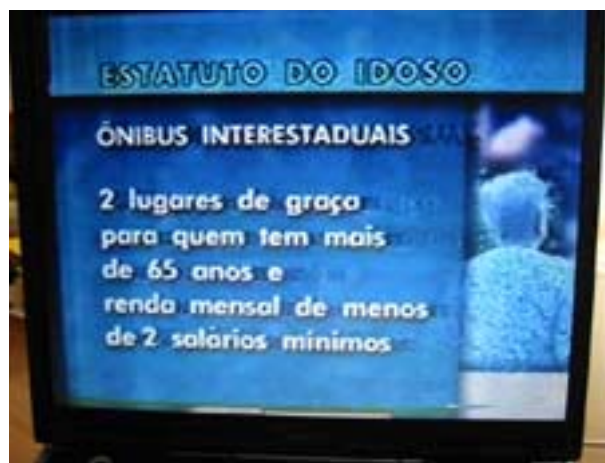 ESTATUTO DO IDOSO
ÔNIBUS INTERESTADUAIS
2 lugares de graça
para quem tem mais
de 65 anos e
renda mensal de menos
de 2 salários mínimos